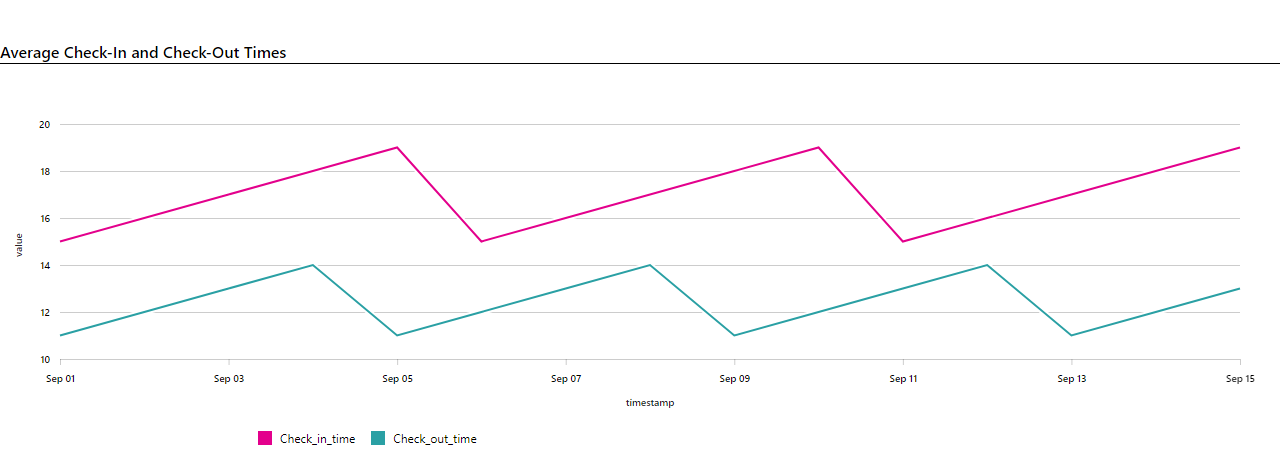 Average Check-In and Check-Out Times
20
18
16
value
14
12
10
Sep 01 Sep 03 Sep 05 Sep 07 Sep 09 Sep 11 Sep 13 Sep 15
timestamp
Check_in_time Check_out_time